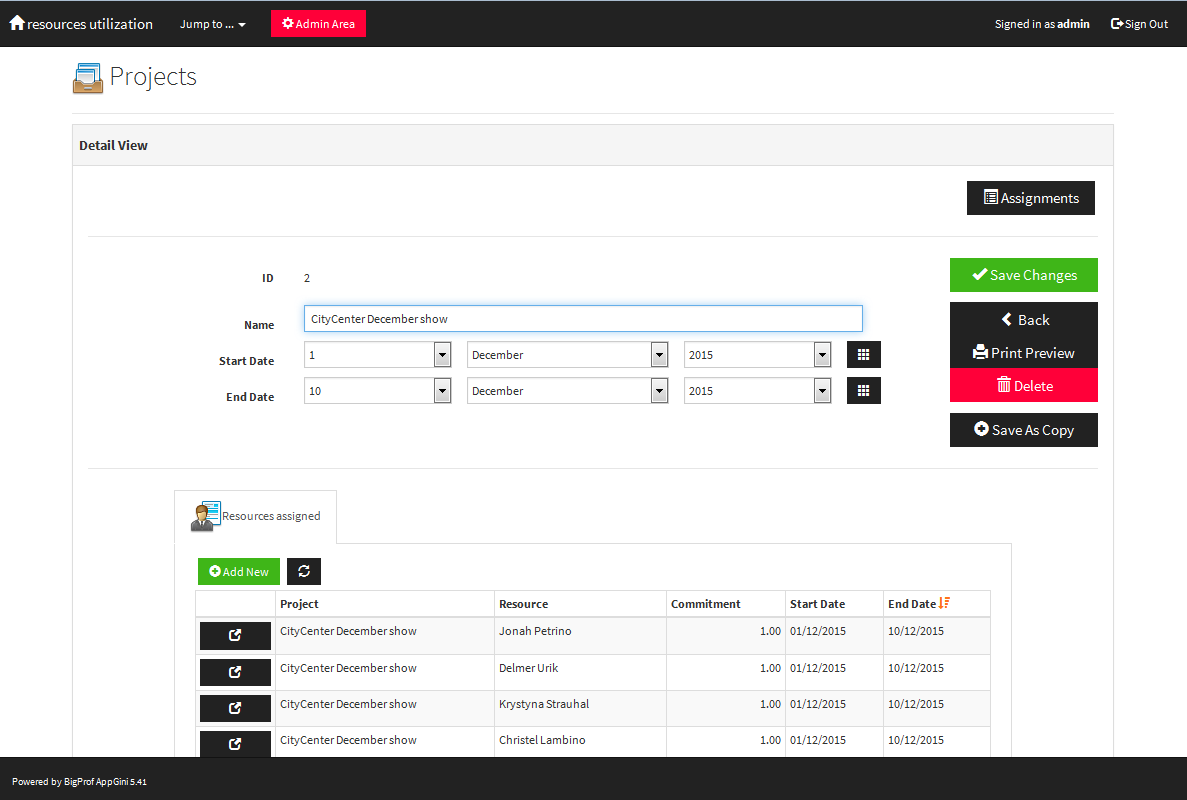 resources utilization Jump to ... Admin Area Signed in as admin Sign Out
Projects
Detail View
Assignments
ID 2
Save Changes
Name CityCenter December show
Back
Start Date 1 December 2015
Print Preview
End Date 10 December 2015
Delete
Save As Copy
Resources assigned
Add New
Project Resource Commitment Start Date End Date
CityCenter December show Jonah Petrino 1.00 01/12/2015 10/12/2015
CityCenter December show Delmer Urik 1.00 01/12/2015 10/12/2015
CityCenter December show Krystyna Strauhal 1.00 01/12/2015 10/12/2015
CityCenter December show Christel Lambino 1.00 01/12/2015 10/12/2015
Powered by BigProf AppGini 5.41